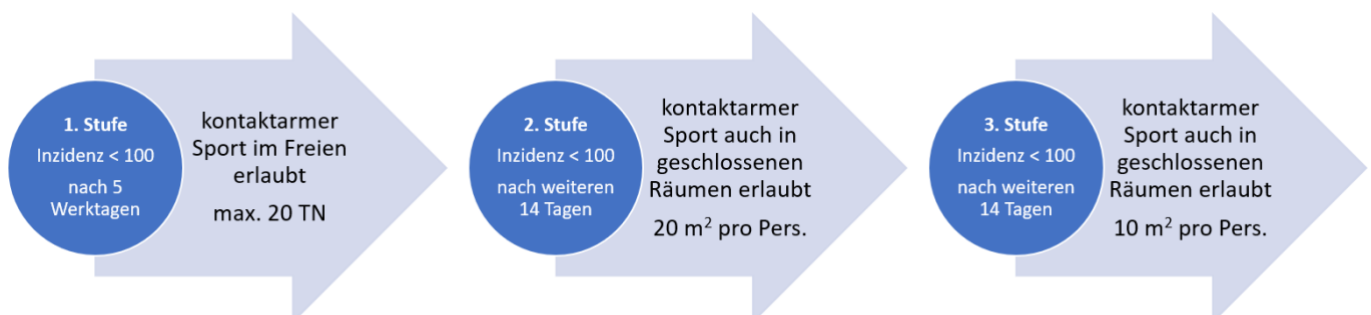 1. Stufe
Inzidenz < 100
nach 5
Werktagen
kontaktarmer
Sport im Freien
erlaubt
max. 20 TN
2. Stufe
Inzidenz < 100
nach weiteren
14 Tagen
kontaktarmer
Sport auch in
geschlossenen
Räumen erlaubt
20 m² pro Pers.
3. Stufe
Inzidenz < 100
nach weiteren
14 Tagen
kontaktarmer
Sport auch in
geschlossenen
Räumen erlaubt
10 m² pro Pers.